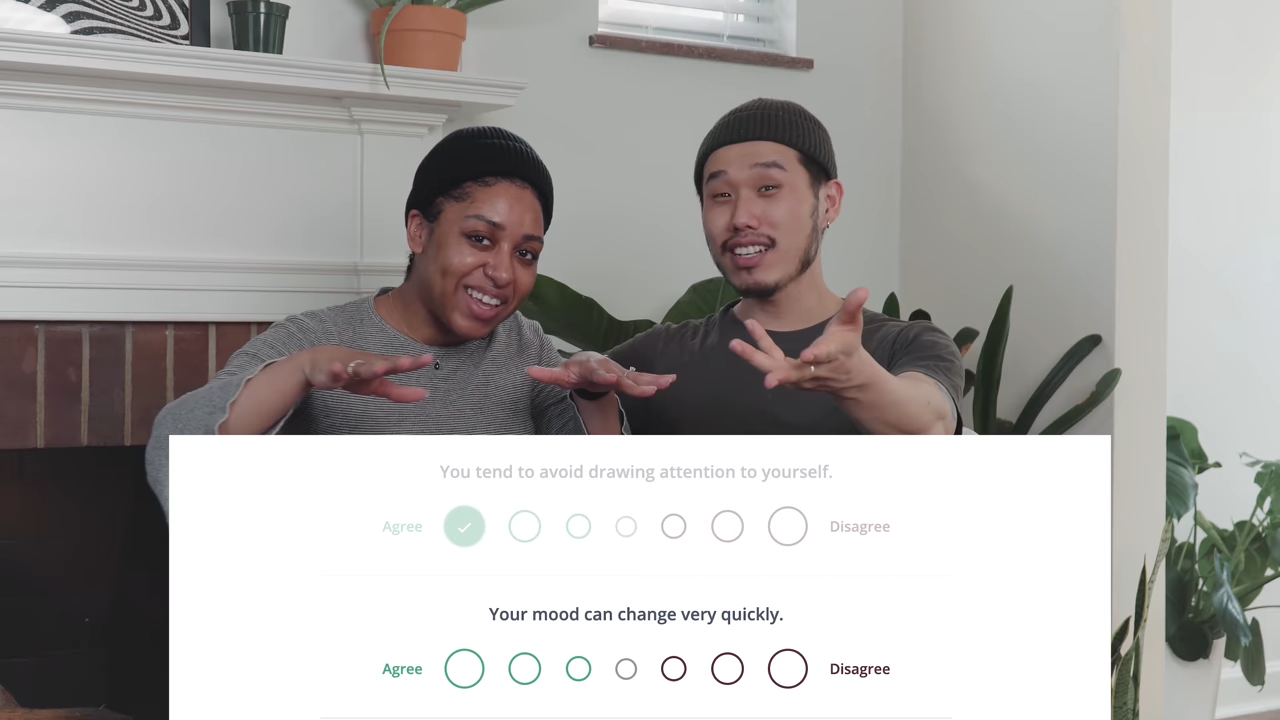 You tend to avoid drawing attention to yourself.
Agree Disagree
Your mood can change very quickly.
Agree Disagree